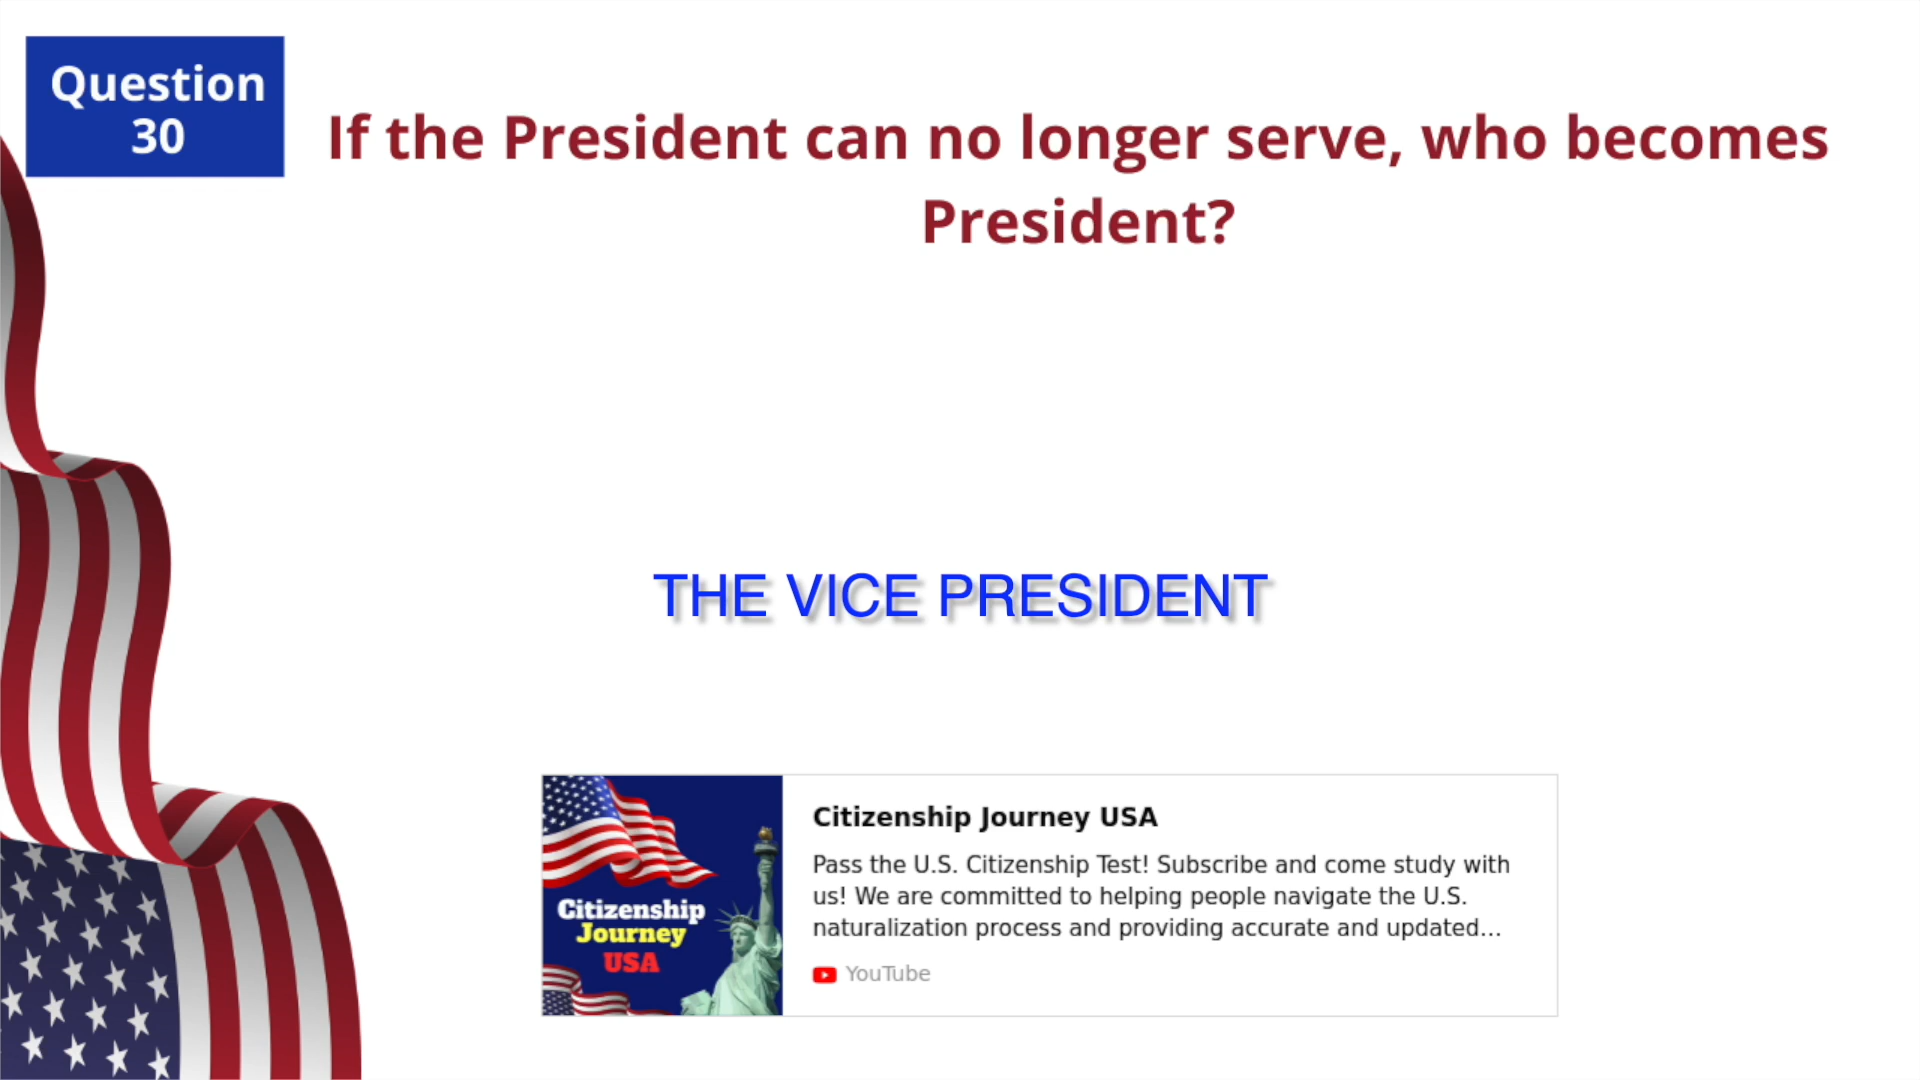 Question
30
If the President can no longer serve, who becomes
President?
THE VICE PRESIDENT
Citizenship
Journey
USA
Citizenship Journey USA
Pass the U.S. Citizenship Test! Subscribe and come study with
us! We are committed to helping people navigate the U.S.
naturalization process and providing accurate and updated...
YouTube